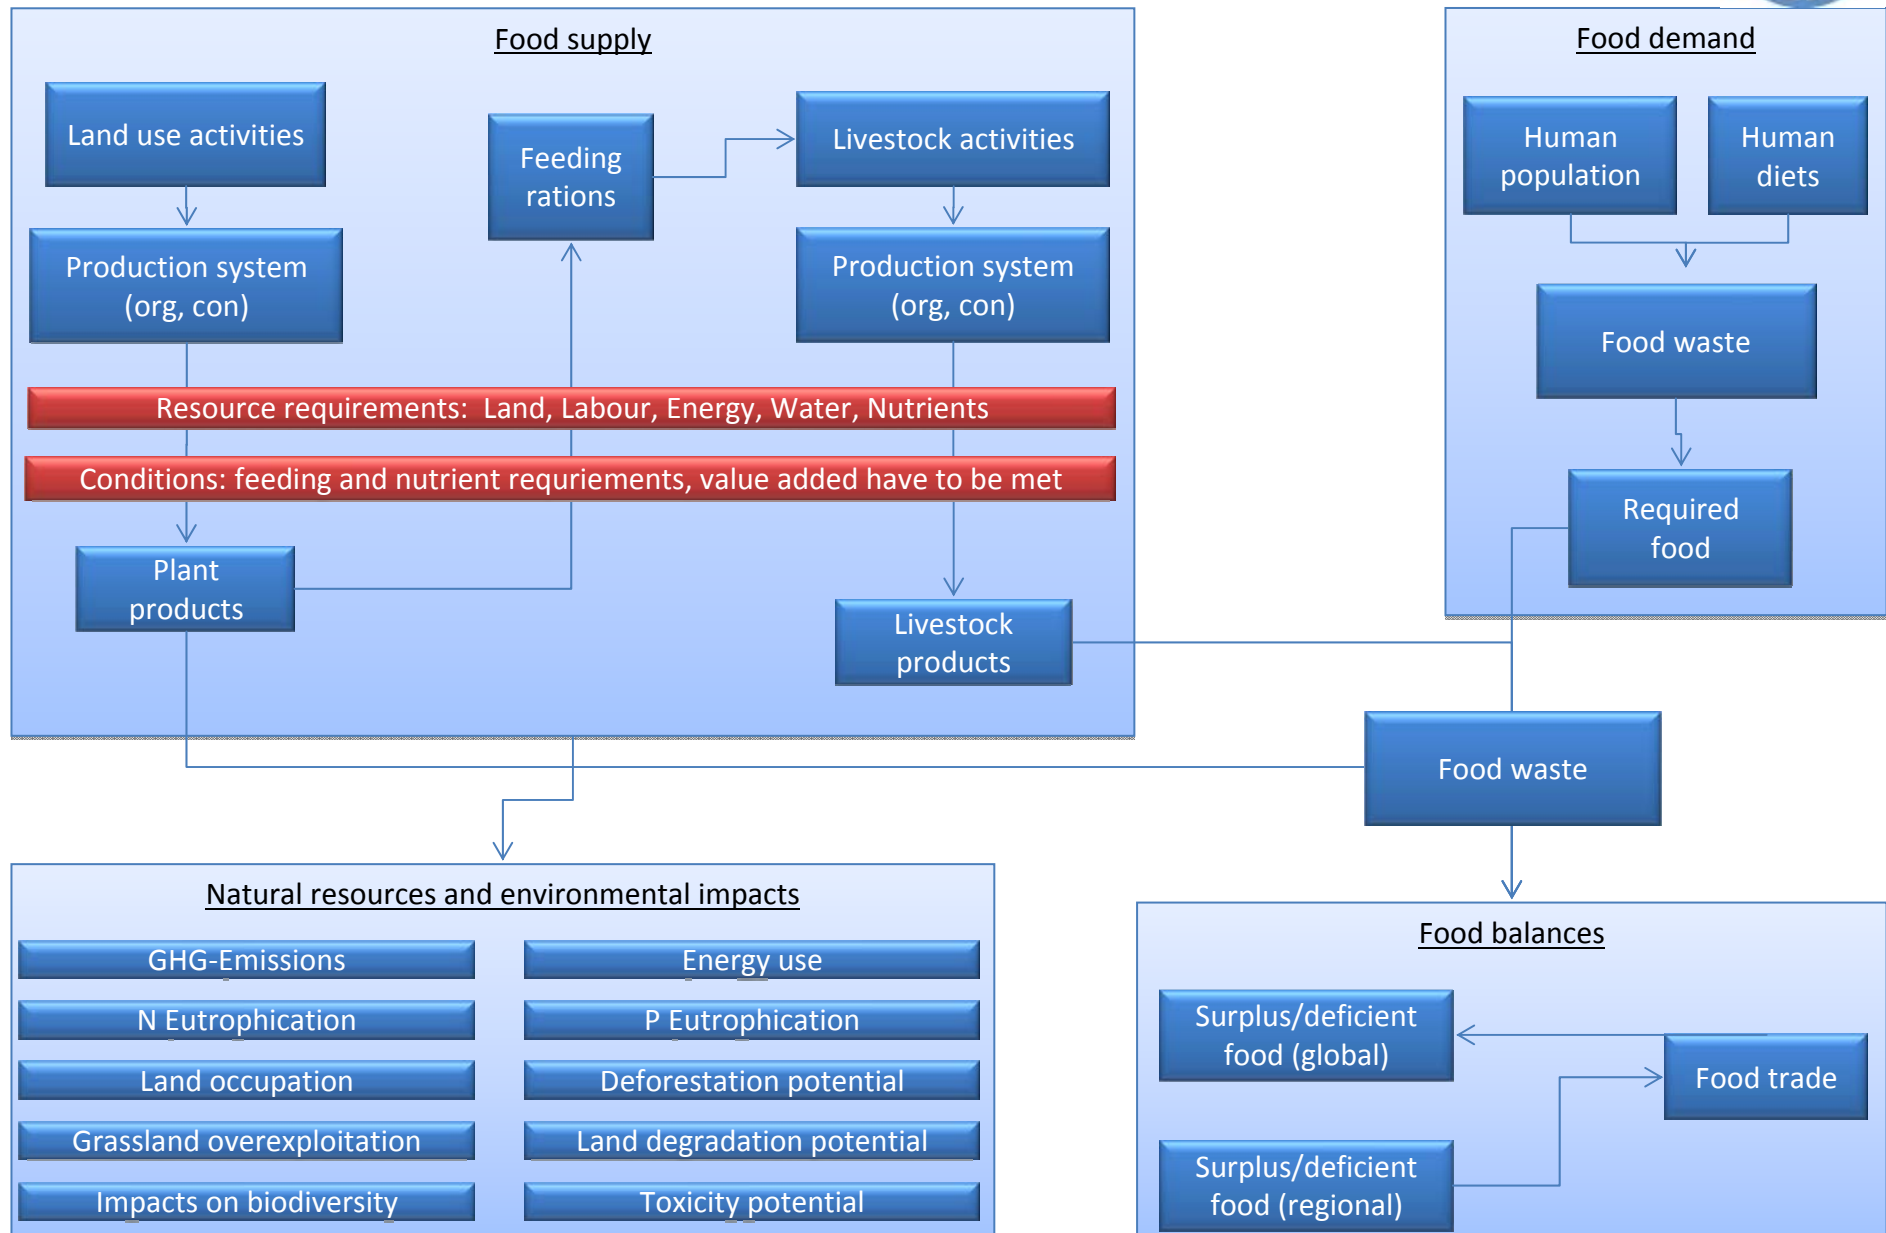 Food supply
Land use activities
Production system
(org, con)
Feeding
rations
Livestock activities
Production system
(org, con)
Resource requirements:  Land, Labour, Energy, Water, Nutrients
Conditions: feeding and nutrient requriements, value added have to be met
Plant
products
Livestock
products
Food demand
Human
population
Human
diets
Food waste
Required
food
Food waste
Natural resources and environmental impacts
GHG-Emissions
Energy use
N Eutrophication
P Eutrophication
Land occupation
Deforestation potential
Grassland overexploitation
Land degradation potential
Impacts on biodiversity
Toxicity potential
Food balances
Surplus/deficient
food (global)
Food trade
Surplus/deficient
food (regional)